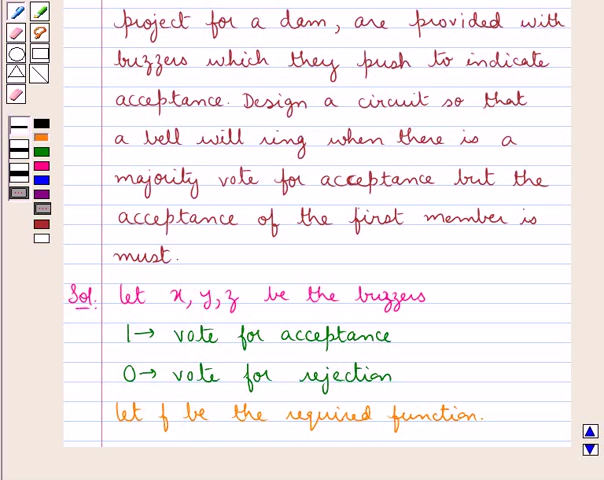 project for a dam, are provided with
buzzers which they push to indicate
acceptance. Design a circuit so that
a bell will ring when there is a
majority vote for acceptance but the
acceptance of the first member is
must.
Sol. let x, y, z be the buzzers
1→ vote for acceptance
0→ vote for rejection
let f be the required function.